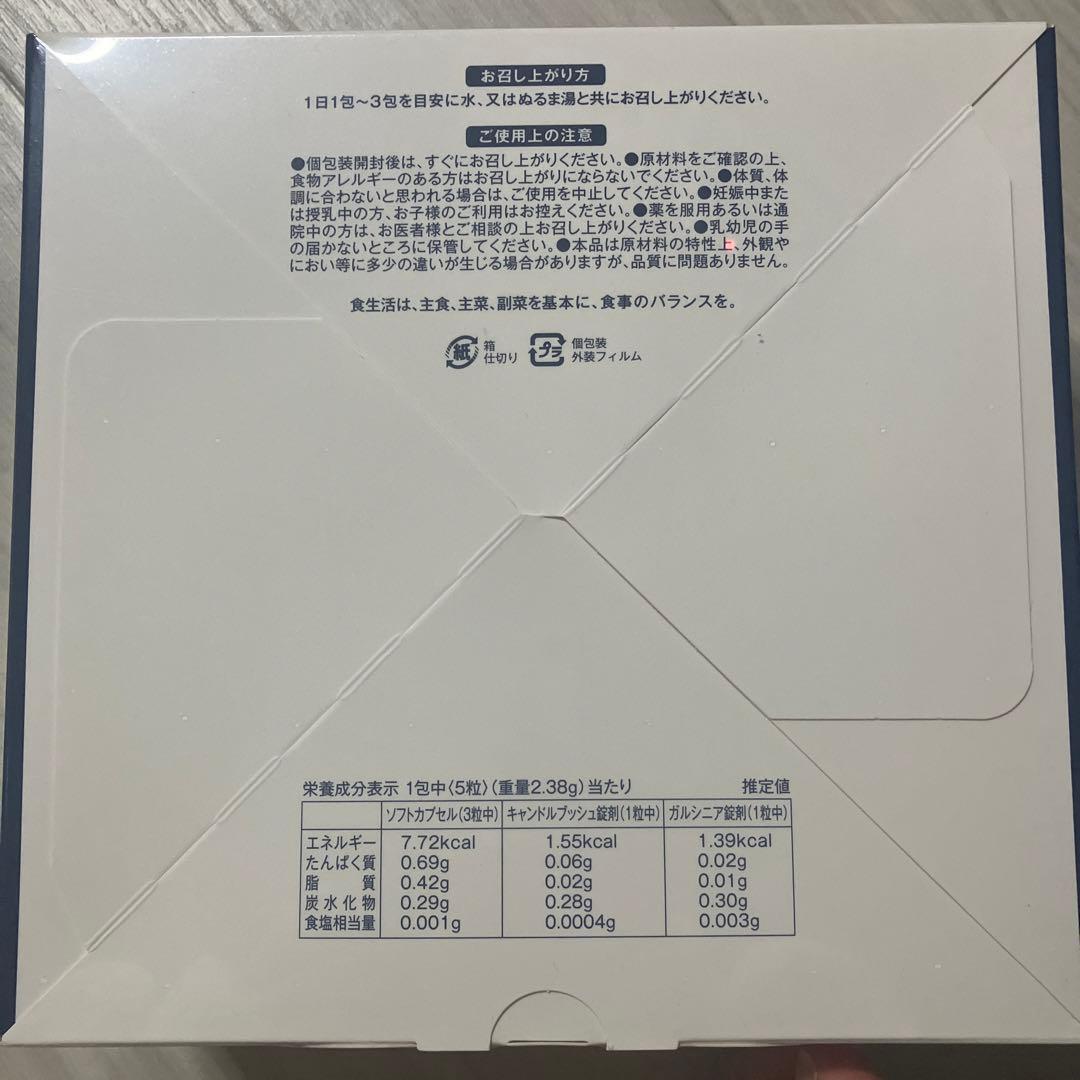 お召し上がり方
1日1包～3包を目安に水、又はぬるま湯と共にお召し上がりください。
ご使用上の注意
●個包装開封後は、すぐにお召し上がりください。●原材料をご確認の上、
食物アレルギーのある方はお召し上がりにならないでください。●体質、体
調に合わないと思われる場合は、ご使用を中止してください。●妊娠中また
は授乳中の方、お子様のご利用はお控えください。●薬を服用あるいは通
院中の方は、お医者様とご相談の上お召し上がりください。●乳幼児の手
の届かないところに保管してください。●本品は原材料の特性上、外観や
におい等に多少の違いが生じる場合がありますが、品質に問題ありません。
食生活は、主食、主菜、副菜を基本に、食事のバランスを。
紙 箱 仕切り プラ 個包装 外装フィルム
栄養成分表示 1包中〈5粒〉(重量2.38g)当たり 推定値
ソフトカプセル(3粒中) キャンドルブッシュ錠剤(1粒中) ガルシニア錠剤(1粒中)
エネルギー 7.72kcal 1.55kcal 1.39kcal
たんぱく質 0.69g 0.06g 0.02g
脂質 0.42g 0.02g 0.01g
炭水化物 0.29g 0.28g 0.30g
食塩相当量 0.001g 0.0004g 0.003g